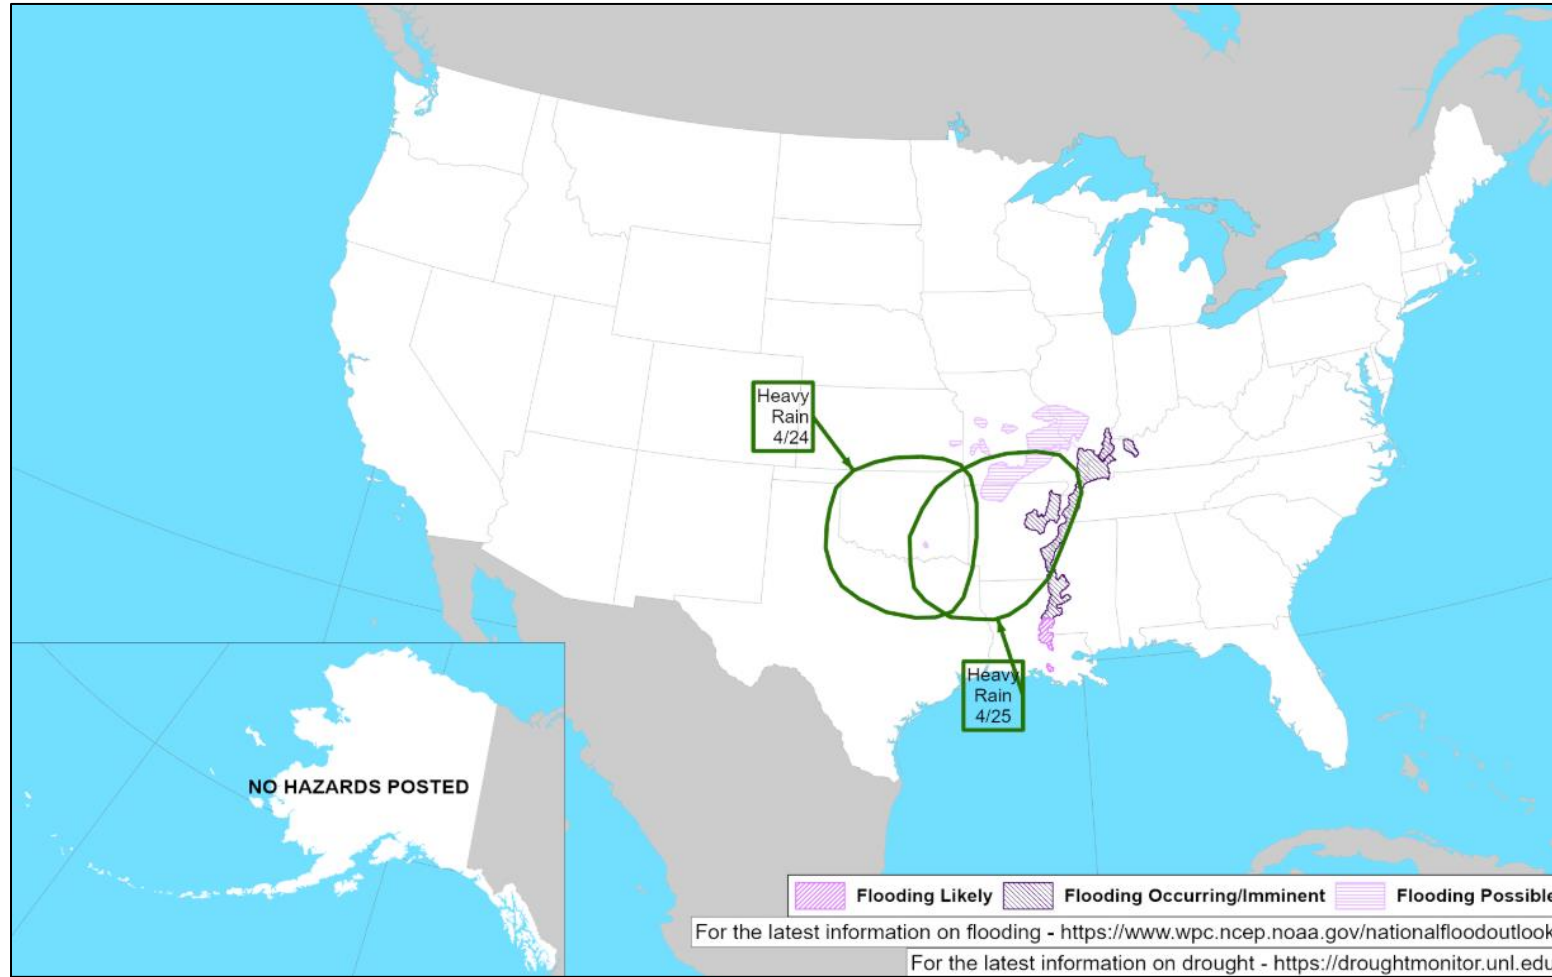 Heavy
Rain
4/24
Heavy
Rain
4/25
NO HAZARDS POSTED
Flooding Likely
Flooding Occurring/Imminent
Flooding Possible
For the latest information on flooding - https://www.wpc.ncep.noaa.gov/nationalfloodoutlook
For the latest information on drought - https://droughtmonitor.unl.edu